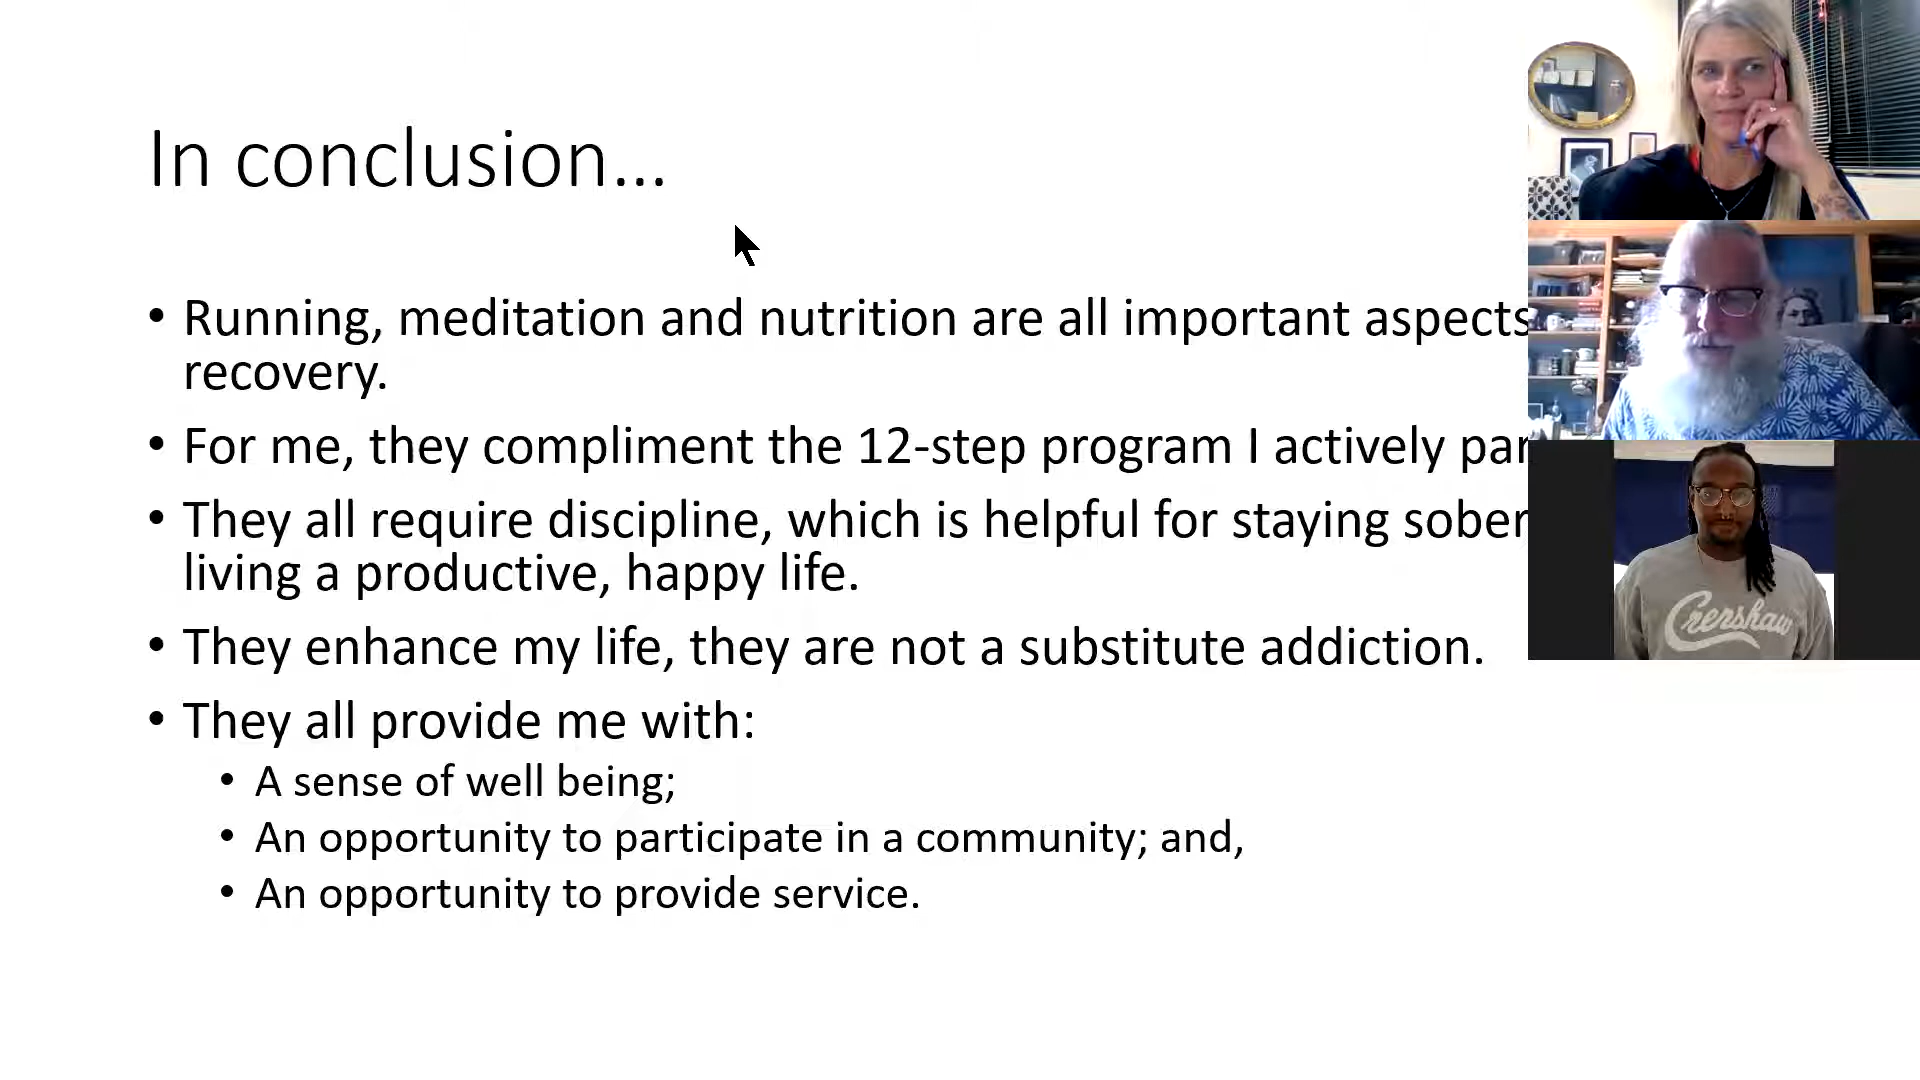 In conclusion...
• Running, meditation and nutrition are all important aspects
recovery.
• For me, they compliment the 12-step program I actively par
• They all require discipline, which is helpful for staying sober
living a productive, happy life.
• They enhance my life, they are not a substitute addiction.
• They all provide me with:
• A sense of well being;
• An opportunity to participate in a community; and,
• An opportunity to provide service.
Crenshaw